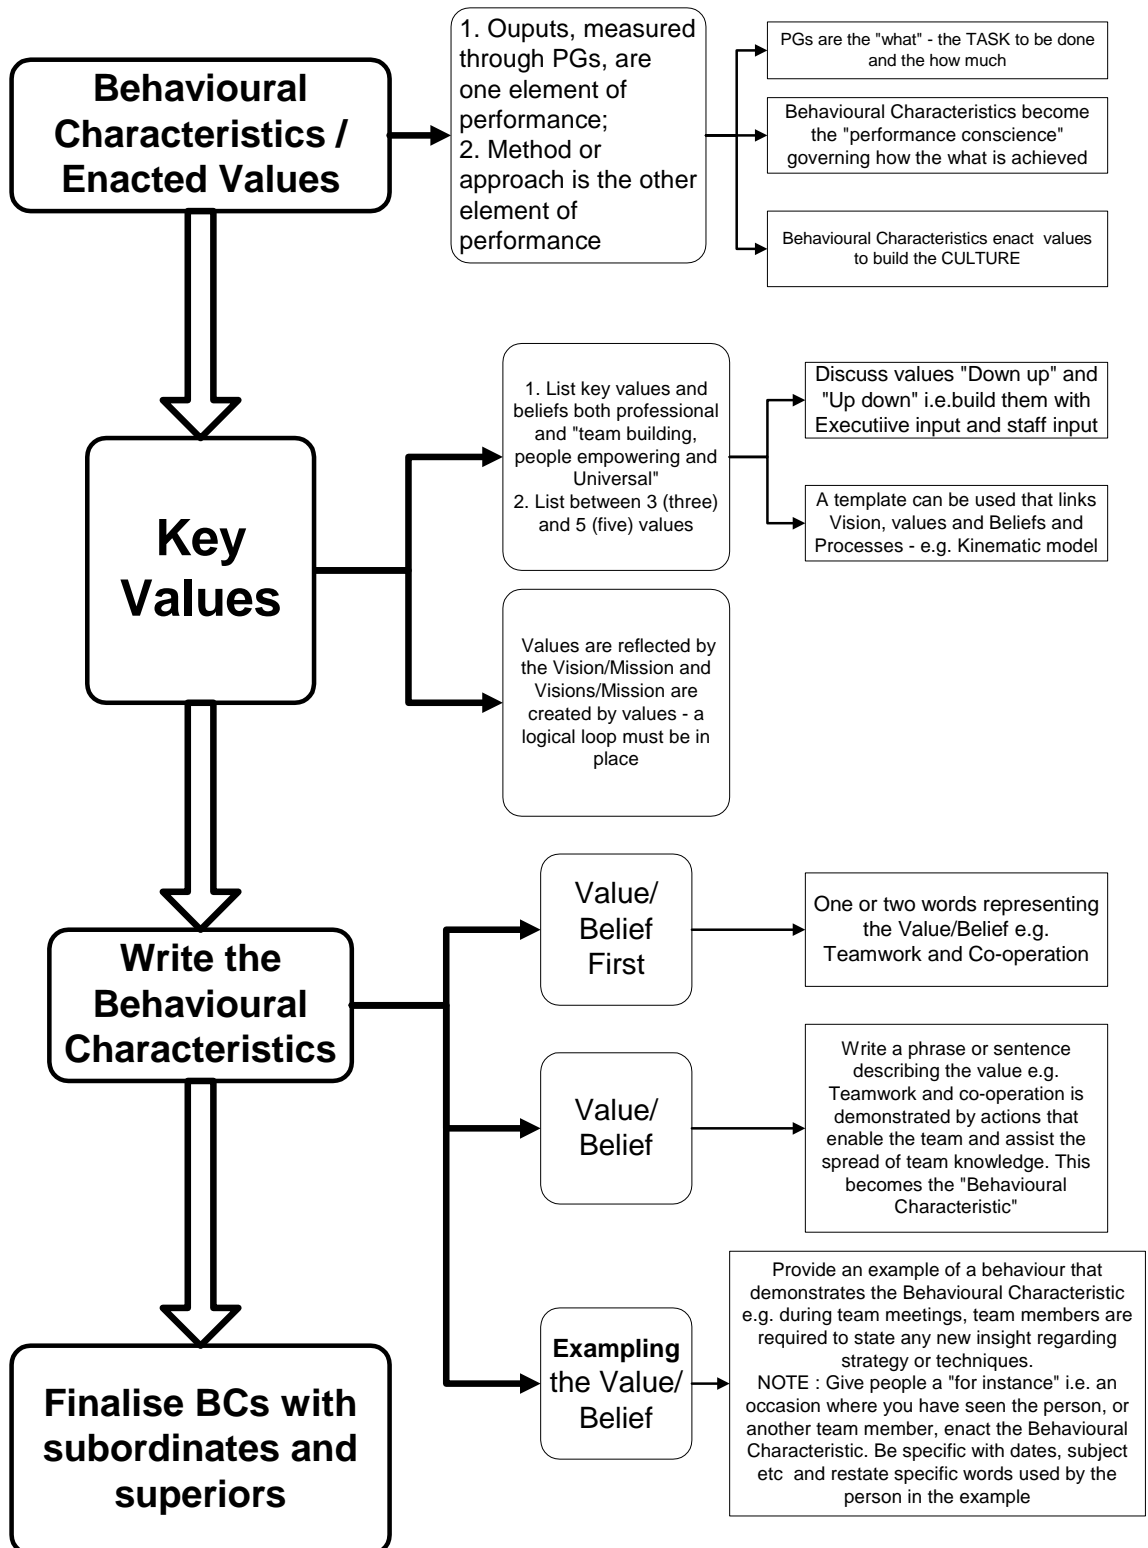 Behavioural
Characteristics /
Enacted Values
1. Ouputs, measured
through PGs, are
one element of
performance;
2. Method or
approach is the other
element of
performance
PGs are the "what" - the TASK to be done
and the how much
Behavioural Characteristics become
the "performance conscience"
governing how the what is achieved
Behavioural Characteristics enact  values
to build the CULTURE
Key
Values
1. List key values and
beliefs both professional
and "team building,
people empowering and
Universal"
2. List between 3 (three)
and 5 (five) values
Discuss values "Down up" and
"Up down" i.e.build them with
Executiive input and staff input
A template can be used that links
Vision, values and Beliefs and
Processes - e.g. Kinematic model
Values are reflected by
the Vision/Mission and
Visions/Mission are
created by values - a
logical loop must be in
place
Write the
Behavioural
Characteristics
Value/
Belief
First
One or two words representing
the Value/Belief e.g.
Teamwork and Co-operation
Value/
Belief
Write a phrase or sentence
describing the value e.g.
Teamwork and co-operation is
demonstrated by actions that
enable the team and assist the
spread of team knowledge. This
becomes the "Behavioural
Characteristic"
Exampling
the Value/
Belief
Provide an example of a behaviour that
demonstrates the Behavioural Characteristic
e.g. during team meetings, team members are
required to state any new insight regarding
strategy or techniques.
NOTE : Give people a "for instance" i.e. an
occasion where you have seen the person, or
another team member, enact the Behavioural
Characteristic. Be specific with dates, subject
etc  and restate specific words used by the
person in the example
Finalise BCs with
subordinates and
superiors